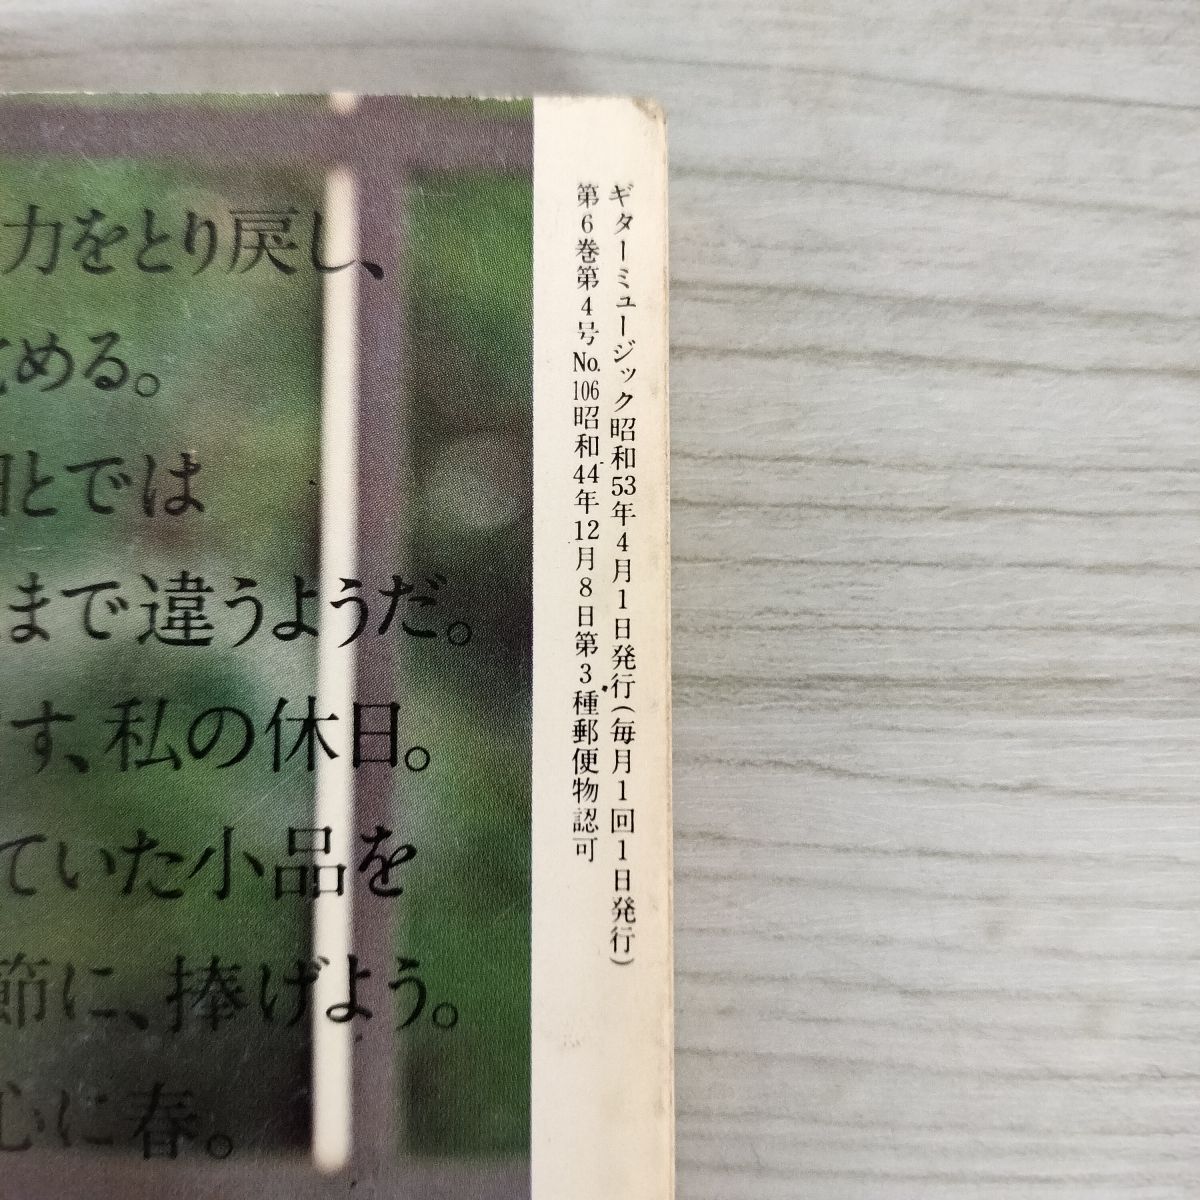 ギターミュージック昭和53年4月1日発行(毎月1回1日発行)
第6巻第4号No.106昭和44年12月8日第3種郵便物認可
力をとり戻し、
める。
とでは
まで違うようだ。
す、私の休日。
ていた小品を
節に、捧げよう。
心に春。